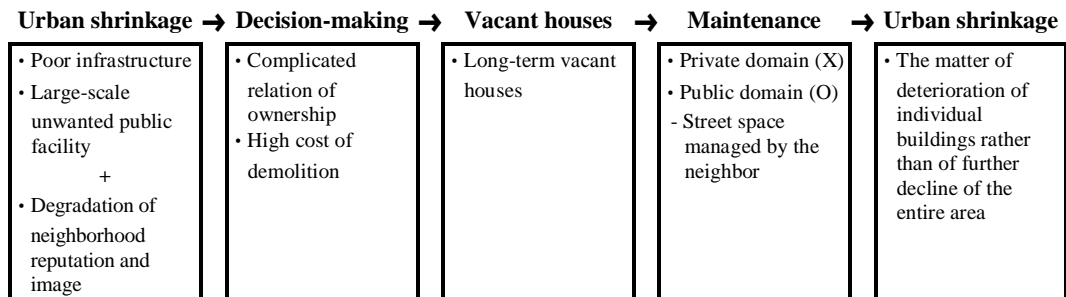 Urban shrinkage → Decision-making → Vacant houses → Maintenance → Urban shrinkage
• Poor infrastructure
• Large-scale
unwanted public
facility
+
• Degradation of
neighborhood
reputation and
image
• Complicated
relation of
ownership
• High cost of
demolition
• Long-term vacant
houses
• Private domain (X)
• Public domain (O)
- Street space
managed by the
neighbor
• The matter of
deterioration of
individual
buildings rather
than of further
decline of the
entire area